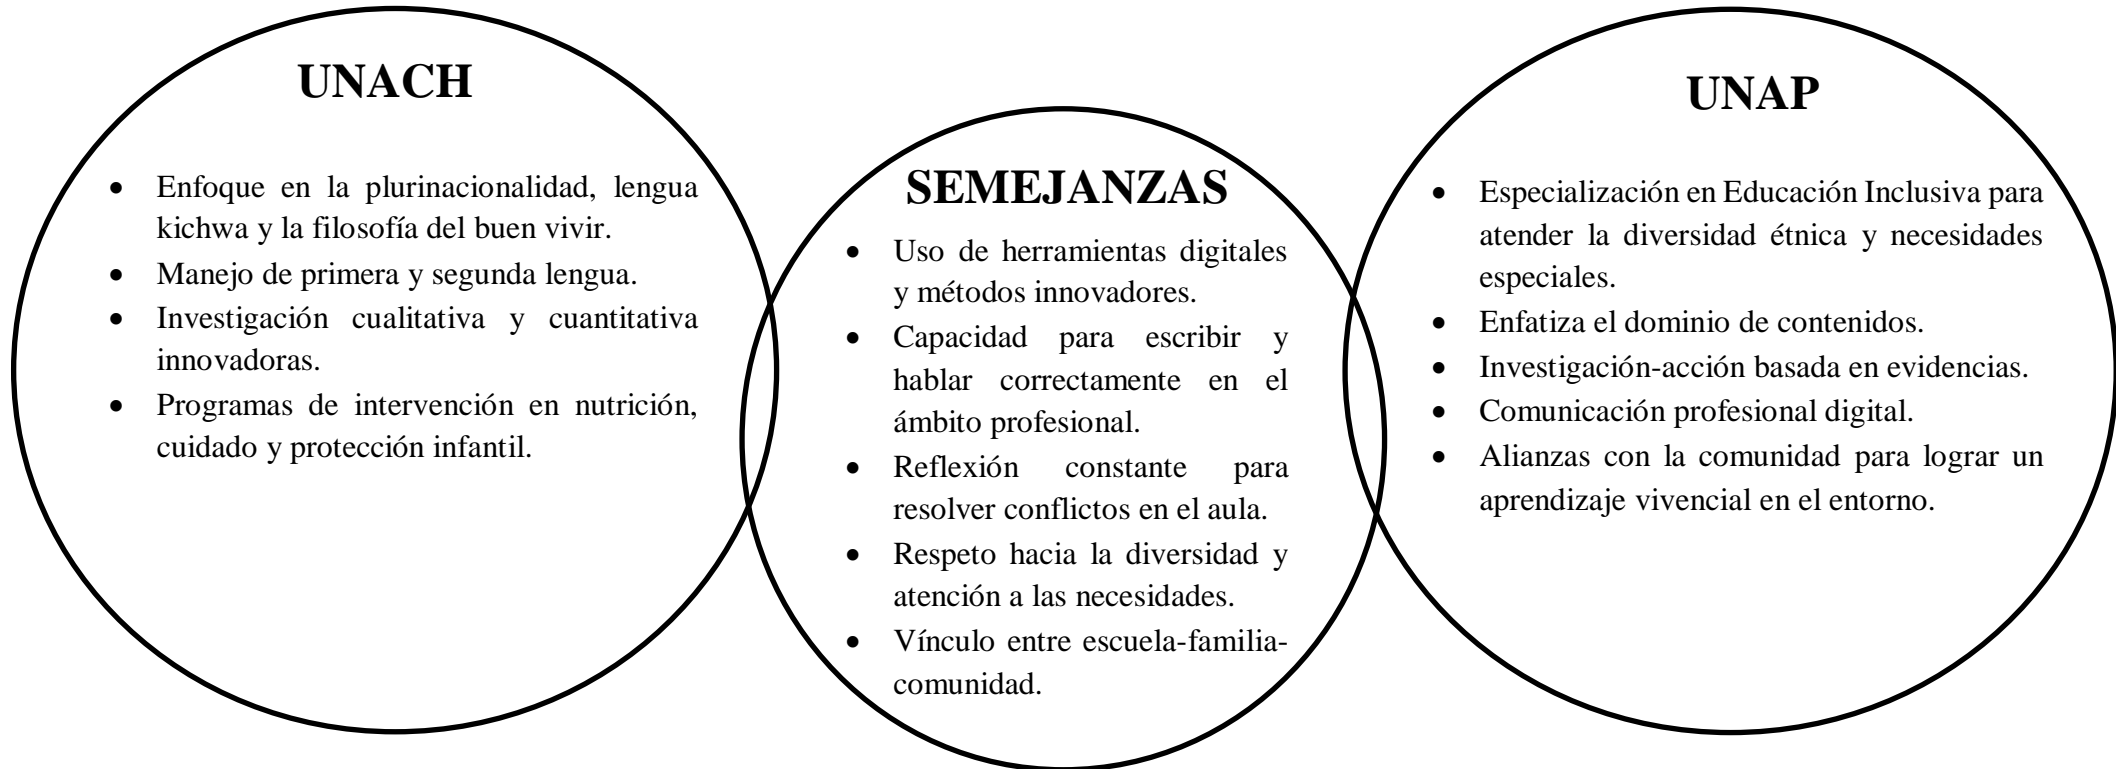 UNACH
• Enfoque en la plurinacionalidad, lengua
kichwa y la filosofía del buen vivir.
• Manejo de primera y segunda lengua.
• Investigación cualitativa y cuantitativa
innovadoras.
• Programas de intervención en nutrición,
cuidado y protección infantil.
SEMEJANZAS
• Uso de herramientas digitales
y métodos innovadores.
• Capacidad para escribir y
hablar correctamente en el
ámbito profesional.
• Reflexión constante para
resolver conflictos en el aula.
• Respeto hacia la diversidad y
atención a las necesidades.
• Vínculo entre escuela-familia-
comunidad.
UNAP
• Especialización en Educación Inclusiva para
atender la diversidad étnica y necesidades
especiales.
• Enfatiza el dominio de contenidos.
• Investigación-acción basada en evidencias.
• Comunicación profesional digital.
• Alianzas con la comunidad para lograr un
aprendizaje vivencial en el entorno.